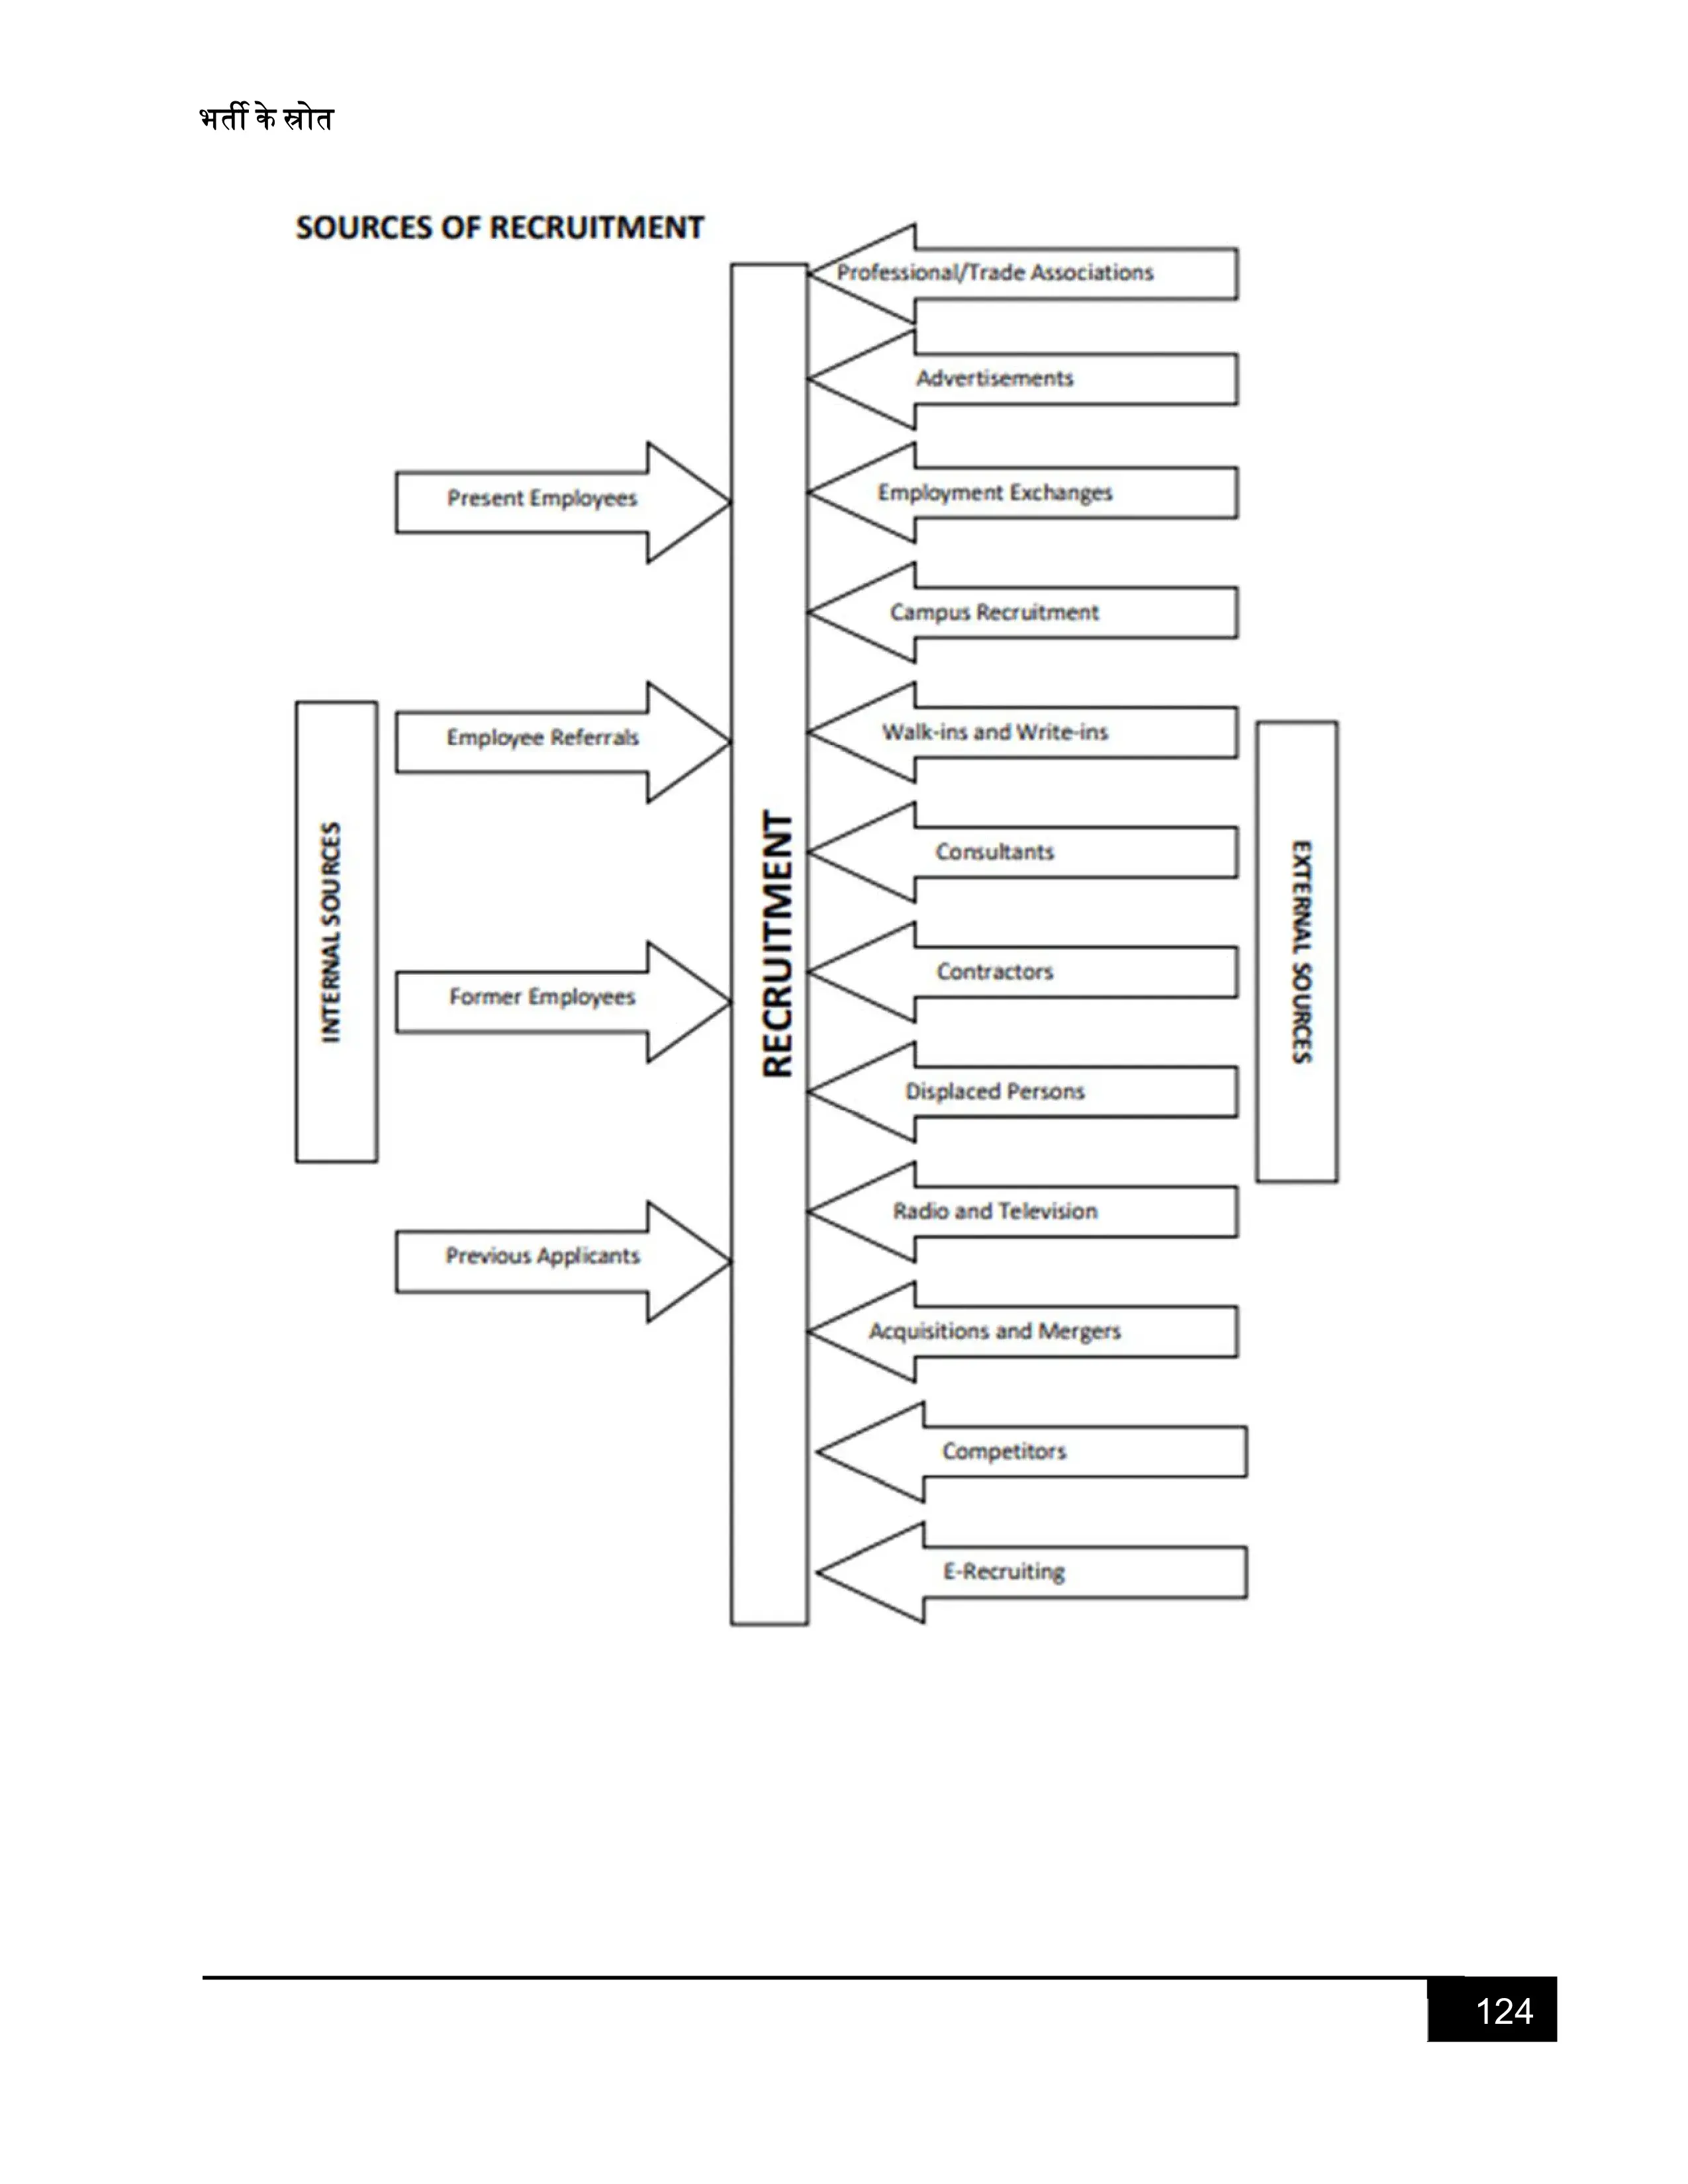 भर्ती के स्रोत
SOURCES OF RECRUITMENT
INTERNAL SOURCES
Present Employees
Employee Referrals
Former Employees
Previous Applicants
RECRUITMENT
Professional/Trade Associations
Advertisements
Employment Exchanges
Campus Recruitment
Walk-ins and Write-ins
Consultants
Contractors
Displaced Persons
Radio and Television
Acquisitions and Mergers
Competitors
E-Recruiting
EXTERNAL SOURCES
124